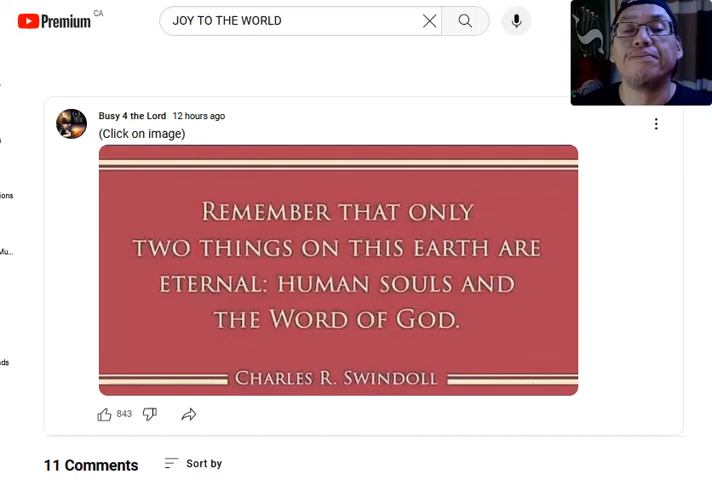 Premium CA
JOY TO THE WORLD
Busy 4 the Lord 12 hours ago
(Click on image)
REMEMBER THAT ONLY
TWO THINGS ON THIS EARTH ARE
ETERNAL: HUMAN SOULS AND
THE WORD OF GOD.
CHARLES R. SWINDOLL
843
11 Comments Sort by